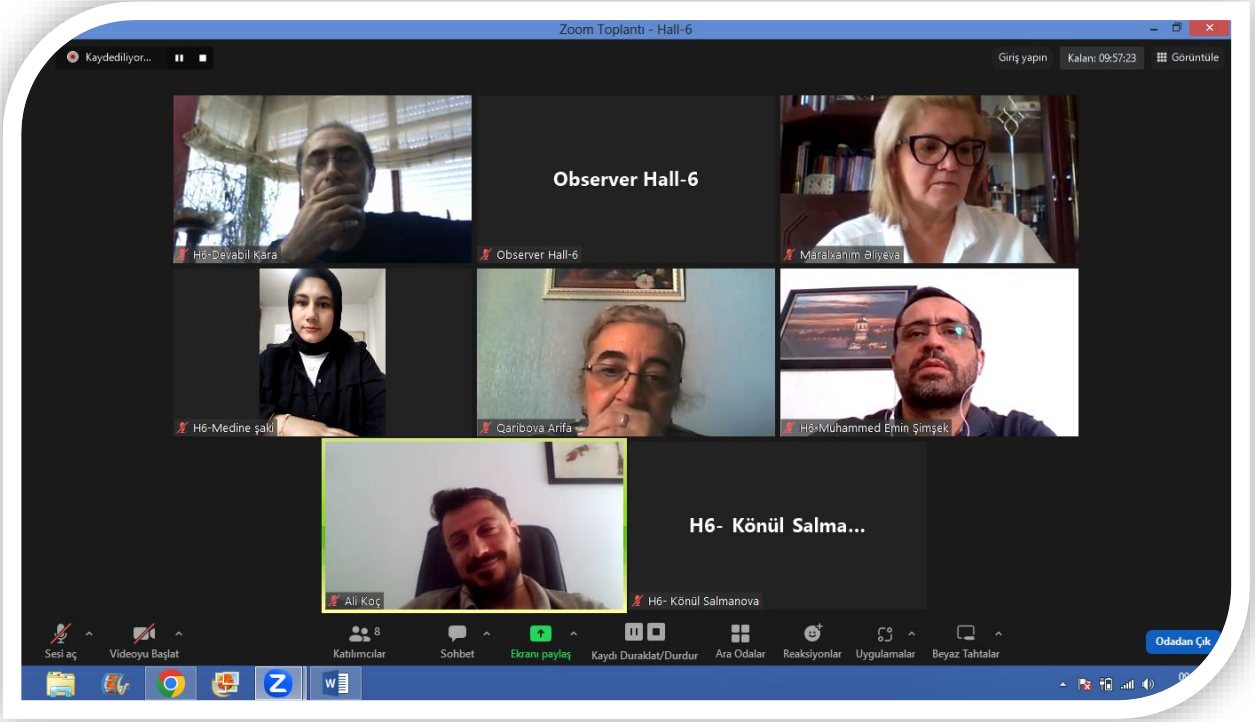 Zoom Toplantı - Hall-6
Kaydediliyor...
Giriş yapın
Kalan: 09:57:23
Görüntüle
H6-Devabil Kara
Observer Hall-6
Observer Hall-6
Maralxanım Əliyeva
H6-Medine şaki
Qaribova Arifa
H6-Muhammed Emin Şimşek
Ali Koç
H6- Könül Salma...
H6- Könül Salmanova
Sesi aç
Videoyu Başlat
8
Katılımcılar
Sohbet
Ekranı paylaş
Kaydı Duraklat/Durdur
Ara Odalar
Reaksiyonlar
Uygulamalar
Beyaz Tahtalar
Odadan Çık